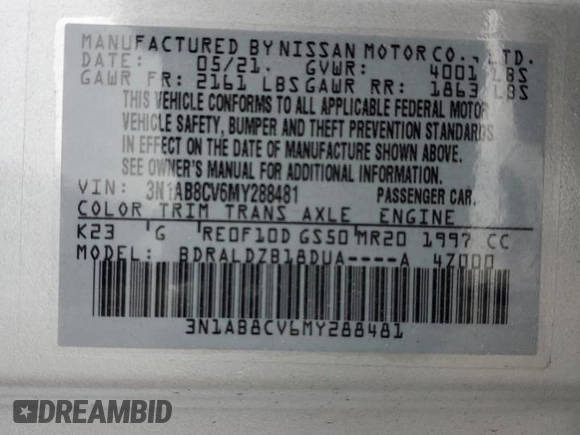 MANUFACTURED BY NISSAN MOTOR CO., LTD.
DATE: 05/21 GVWR: 4001 LBS
GAWR FR: 2161 LBS GAWR RR: 1863 LBS
THIS VEHICLE CONFORMS TO ALL APPLICABLE FEDERAL MOTOR
VEHICLE SAFETY, BUMPER AND THEFT PREVENTION STANDARDS
IN EFFECT ON THE DATE OF MANUFACTURE SHOWN ABOVE.
SEE OWNER'S MANUAL FOR ADDITIONAL INFORMATION.
VIN: 3N1AB8CV6MY288481 PASSENGER CAR.
COLOR TRIM TRANS AXLE ENGINE
K23 G RE0F10D GS50 MR20 1997 CC
MODEL: BDRALDZB18DUA----A 4Z000
3N1AB8CV6MY288481
DREAMBID